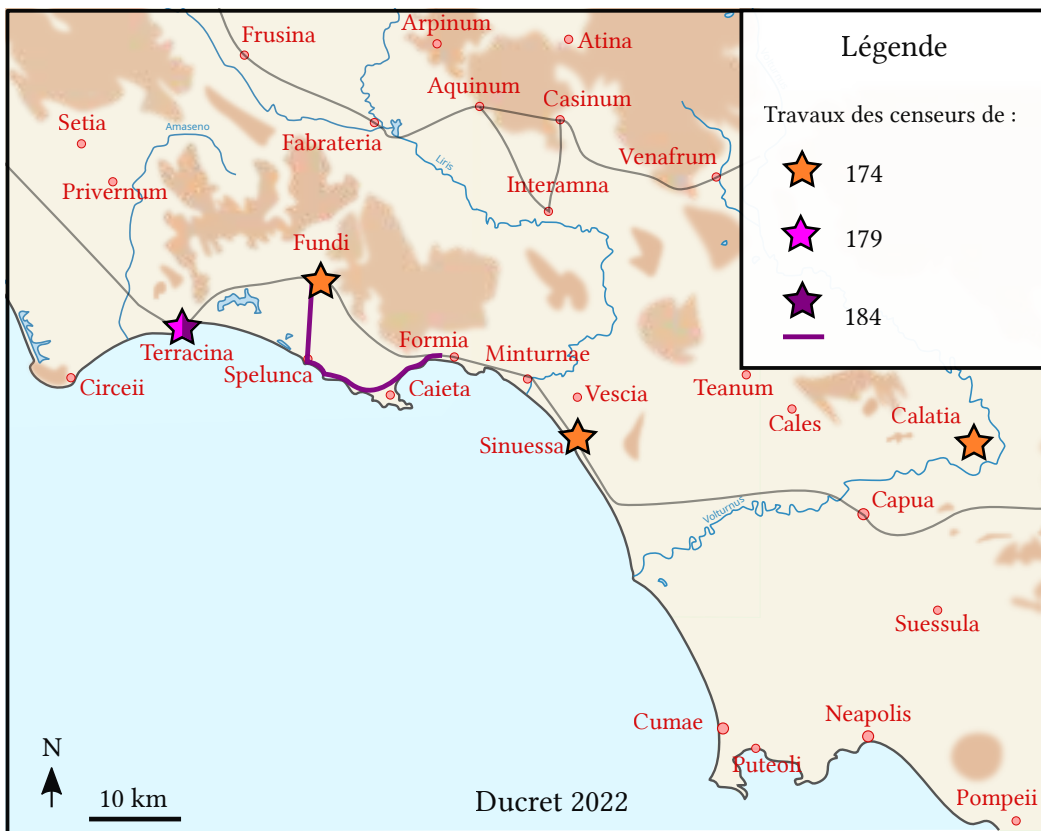 Légende
Travaux des censeurs de :
174
179
184
Frusina
Arpinum
Atina
Aquinum
Casinum
Setia
Amaseno
Fabrateria
Liris
Venafrum
Privernum
Interamna
Fundi
Terracina
Formia
Minturnae
Spelunca
Circeii
Caieta
Vescia
Teanum
Cales
Calatia
Sinuessa
Capua
Volturnus
Suessula
Cumae
Neapolis
Puteoli
Pompeii
N
10 km
Ducret 2022